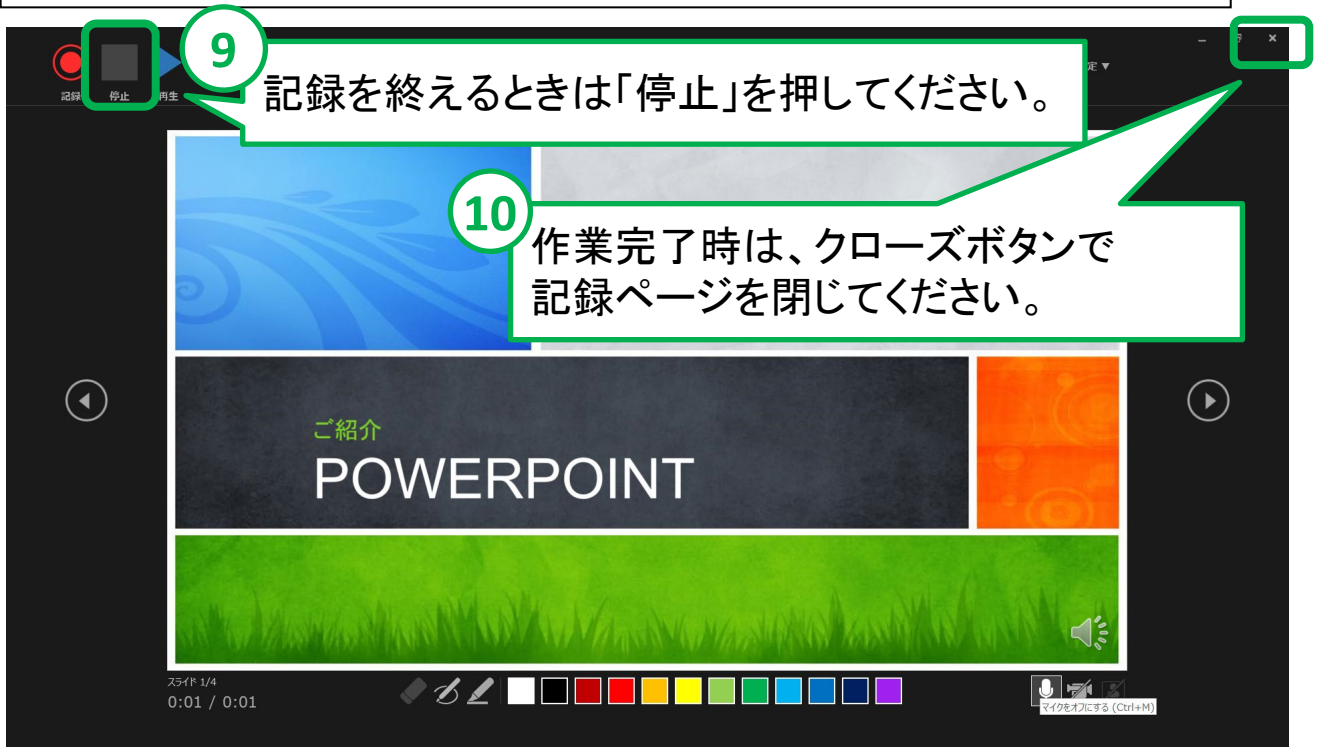 9
記録を終えるときは「停止」を押してください。
定▼
記録 停止 再生
10
作業完了時は、クローズボタンで
記録ページを閉じてください。
ご紹介
POWERPOINT
スライド 1/4
0:01 / 0:01
マイクをオフにする (Ctrl+M)